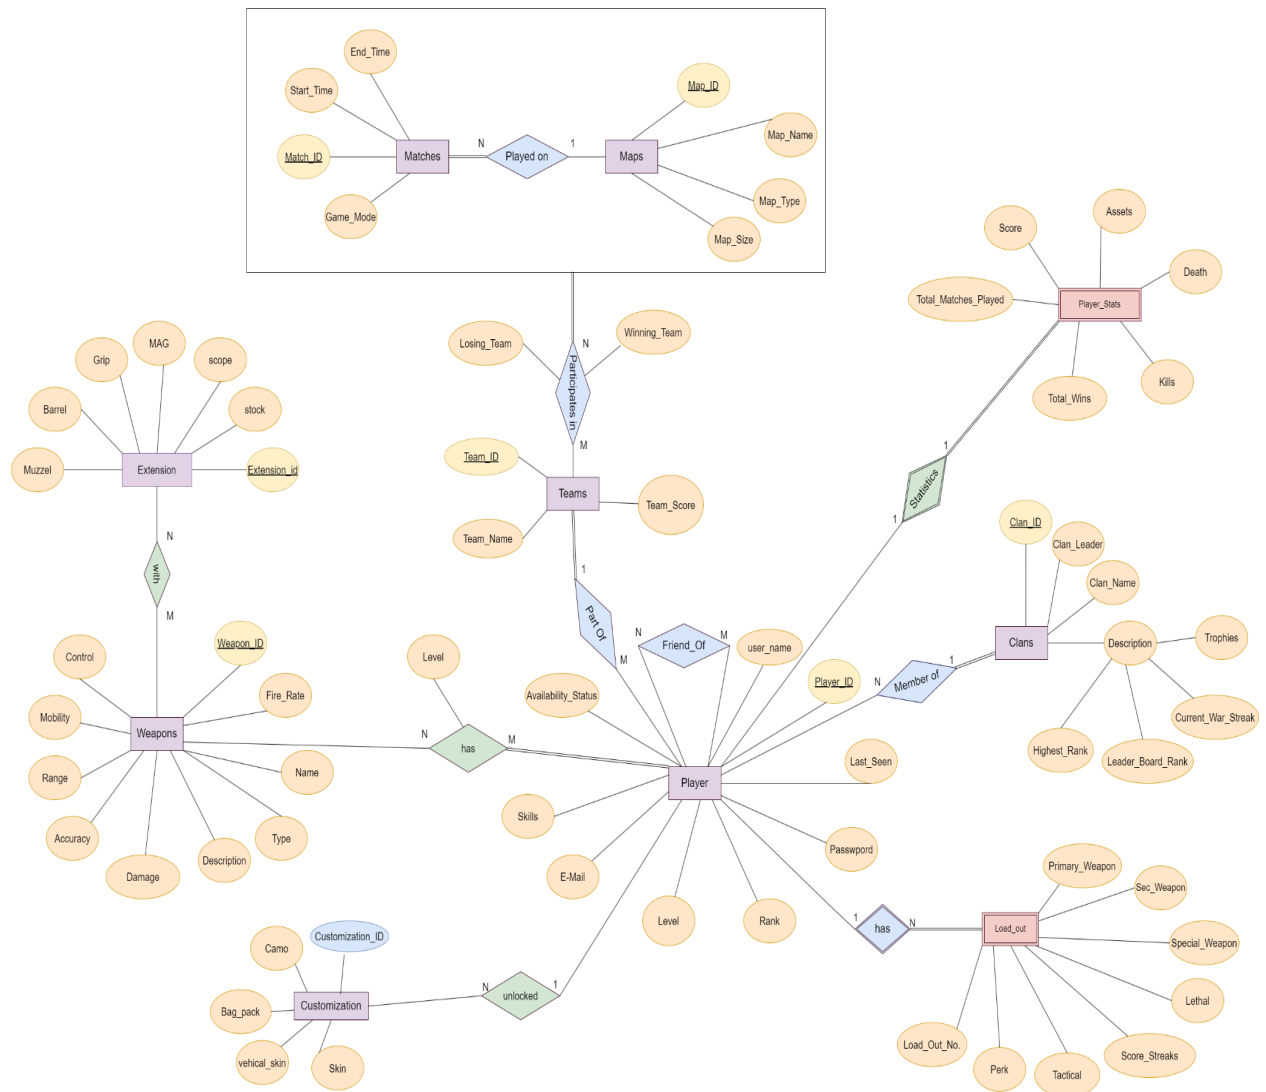 End_Time
Start_Time
Map_ID
Map_Name
Match_ID
Matches
N
Played on
1
Maps
Game_Mode
Map_Type
Map_Size
Assets
Score
Death
Total_Matches_Played
Player_Stats
Total_Wins
Kills
Losing_Team
N
Winning_Team
Participates in
M
MAG
Grip
scope
Barrel
stock
Muzzel
Extension
Extension_id
Team_ID
Teams
Team_Score
Team_Name
1
Statistics
1
N
with
M
1
Part Of
M
N
Friend_Of
M
user_name
Player_ID
Clan_ID
Clan_Leader
Clan_Name
Clans
Description
Trophies
Current_War_Streak
Leader_Board_Rank
Highest_Rank
1
Member of
N
Weapon_ID
Control
Mobility
Fire_Rate
Weapons
Range
Name
Accuracy
Type
Damage
Description
Level
N
has
M
Availability_Status
Player
Last_Seen
Skills
Passwpord
E-Mail
Level
Rank
1
has
N
Load_out
Primary_Weapon
Sec_Weapon
Special_Weapon
Lethal
Score_Streaks
Tactical
Perk
Load_Out_No.
Camo
Customization_ID
Customization
N
unlocked
1
Bag_pack
vehical_skin
Skin